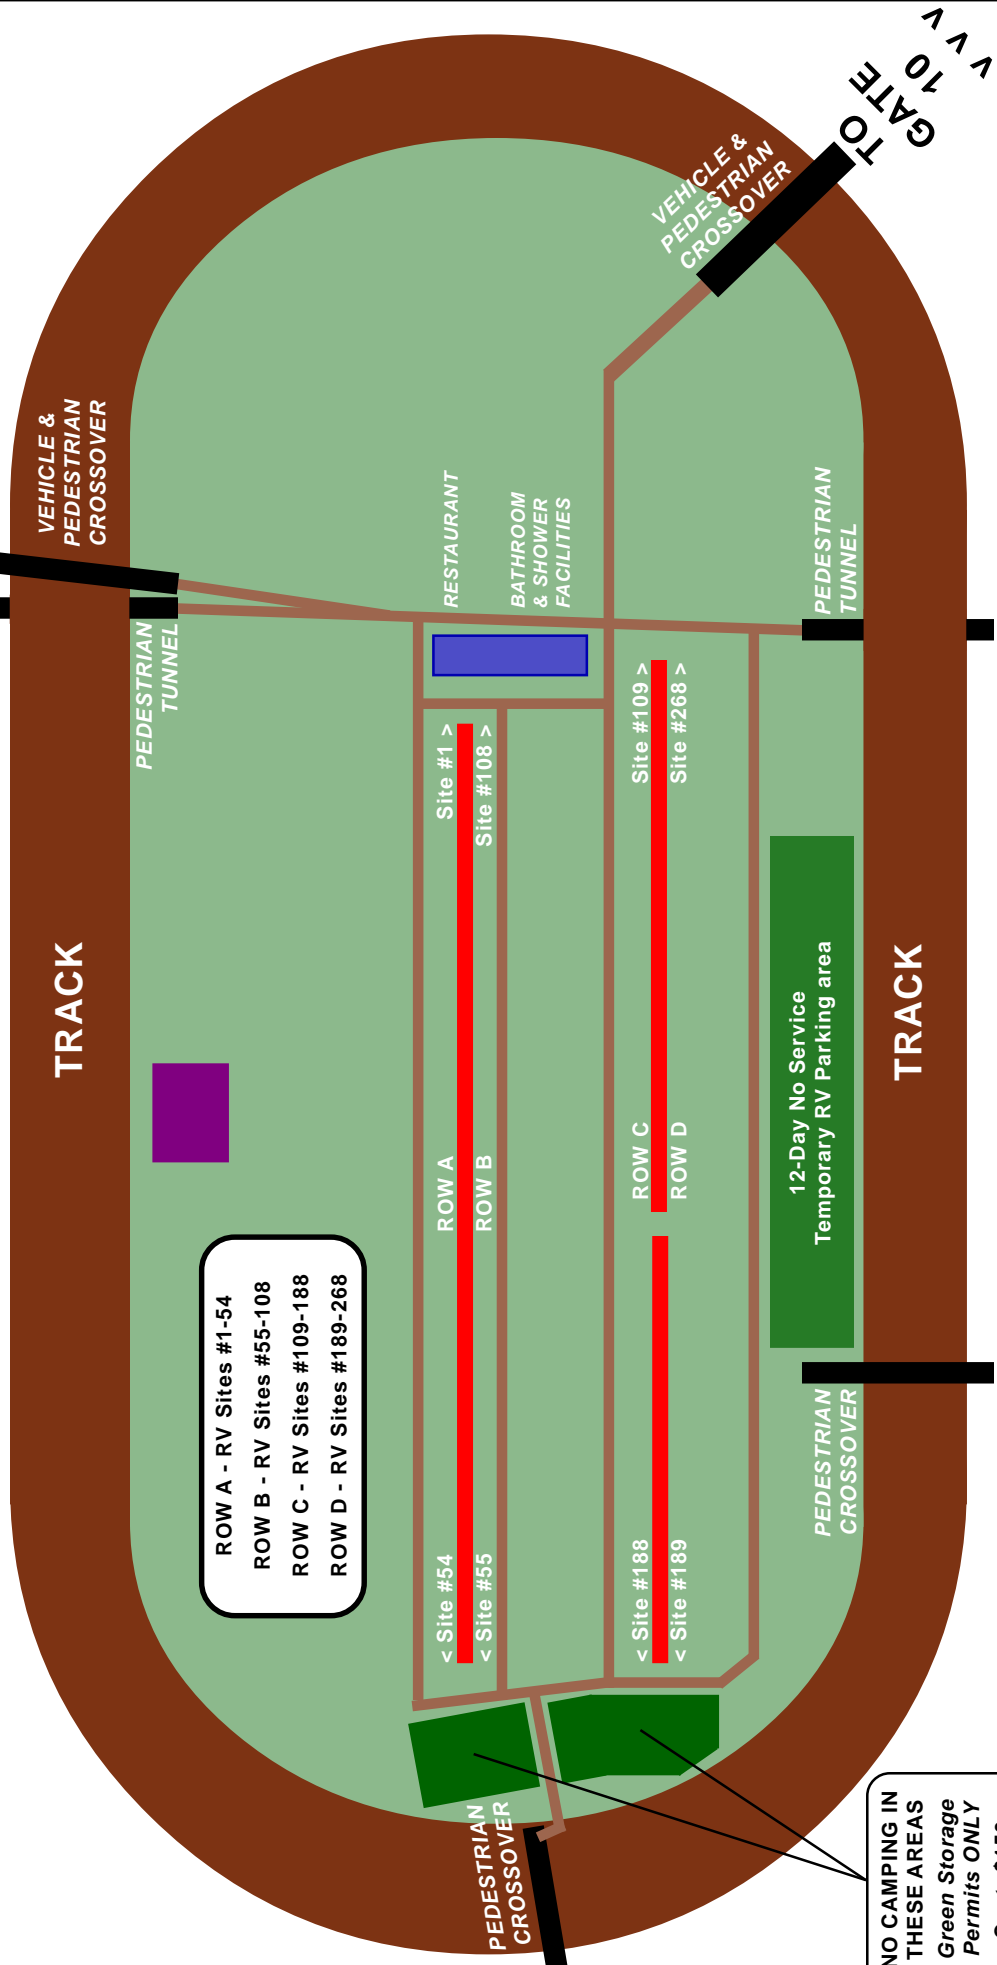 TO
GATE
10
V V V
VEHICLE &
PEDESTRIAN
CROSSOVER
VEHICLE &
PEDESTRIAN
CROSSOVER
PEDESTRIAN
TUNNEL
RESTAURANT
BATHROOM
& SHOWER
FACILITIES
PEDESTRIAN
TUNNEL
TRACK
Site #1 >
Site #108 >
Site #109 >
Site #268 >
ROW A
ROW B
ROW C
ROW D
12-Day No Service
Temporary RV Parking area
TRACK
ROW A - RV Sites #1-54
ROW B - RV Sites #55-108
ROW C - RV Sites #109-188
ROW D - RV Sites #189-268
< Site #54
< Site #55
< Site #188
< Site #189
PEDESTRIAN
CROSSOVER
PEDESTRIAN
CROSSOVER
NO CAMPING IN
THESE AREAS
Green Storage
Permits ONLY